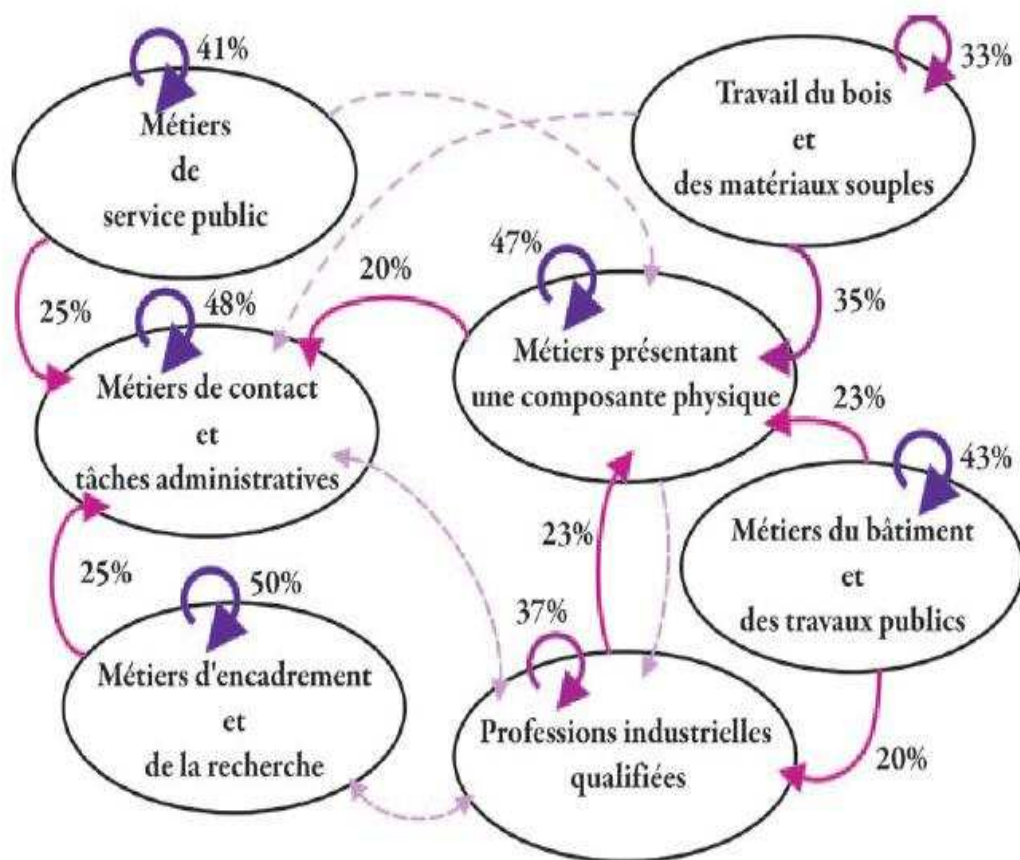 41%
Métiers
de
service public
33%
Travail du bois
et
des matériaux souples
25%
48%
20%
47%
35%
Métiers de contact
et
tâches administratives
Métiers présentant
une composante physique
23%
43%
Métiers du bâtiment
et
des travaux publics
25%
50%
23%
37%
Métiers d'encadrement
et
de la recherche
Professions industrielles
qualifiées
20%